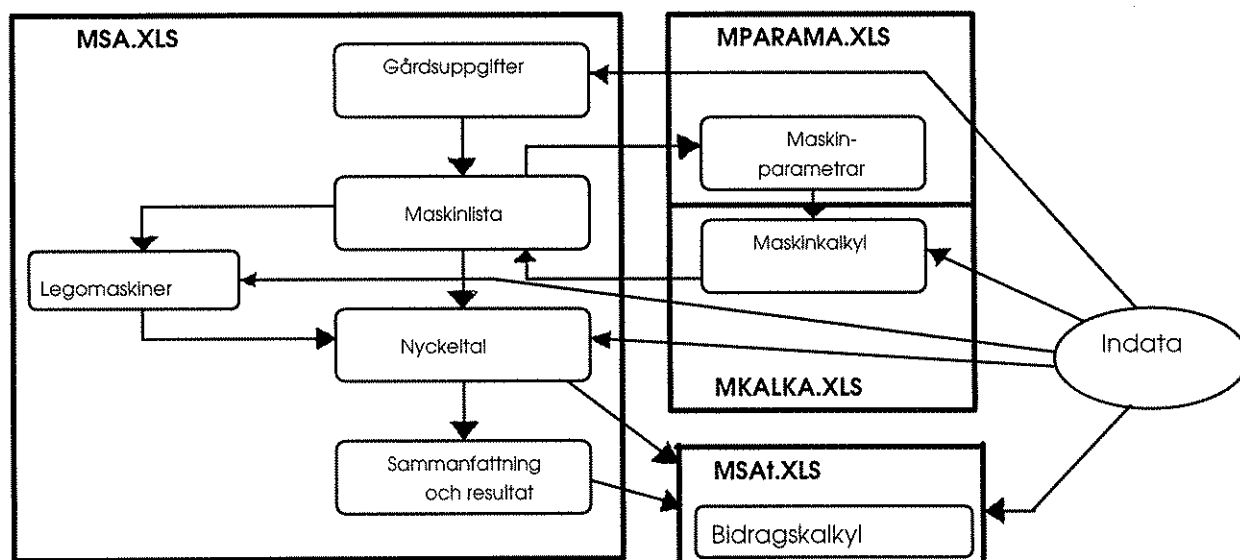 MSA.XLS
Gårdsuppgifter
Maskinlista
Legomaskiner
Nyckeltal
Sammanfattning
och resultat
MPARAMA.XLS
Maskin-
parametrar
Maskinkalkyl
MKALKA.XLS
MSAt.XLS
Bidragskalkyl
Indata